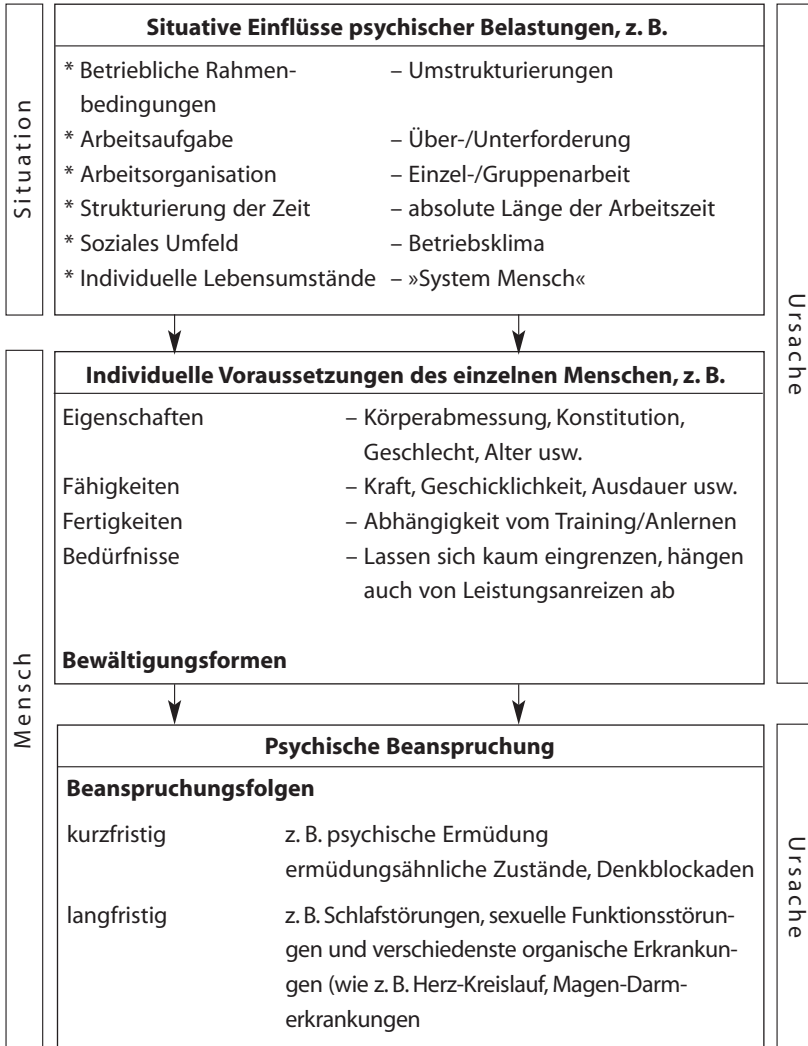 Situation
Situative Einflüsse psychischer Belastungen, z. B.
* Betriebliche Rahmen- – Umstrukturierungen
bedingungen
* Arbeitsaufgabe – Über-/Unterforderung
* Arbeitsorganisation – Einzel-/Gruppenarbeit
* Strukturierung der Zeit – absolute Länge der Arbeitszeit
* Soziales Umfeld – Betriebsklima
* Individuelle Lebensumstände – »System Mensch«
Ursache
Mensch
Individuelle Voraussetzungen des einzelnen Menschen, z. B.
Eigenschaften – Körperabmessung, Konstitution,
Geschlecht, Alter usw.
Fähigkeiten – Kraft, Geschicklichkeit, Ausdauer usw.
Fertigkeiten – Abhängigkeit vom Training/Anlernen
Bedürfnisse – Lassen sich kaum eingrenzen, hängen
auch von Leistungsanreizen ab
Bewältigungsformen
Psychische Beanspruchung
Beanspruchungsfolgen
kurzfristig z. B. psychische Ermüdung
ermüdungsähnliche Zustände, Denkblockaden
langfristig z. B. Schlafstörungen, sexuelle Funktionsstörun-
gen und verschiedenste organische Erkrankun-
gen (wie z. B. Herz-Kreislauf, Magen-Darm-
erkrankungen
Ursache